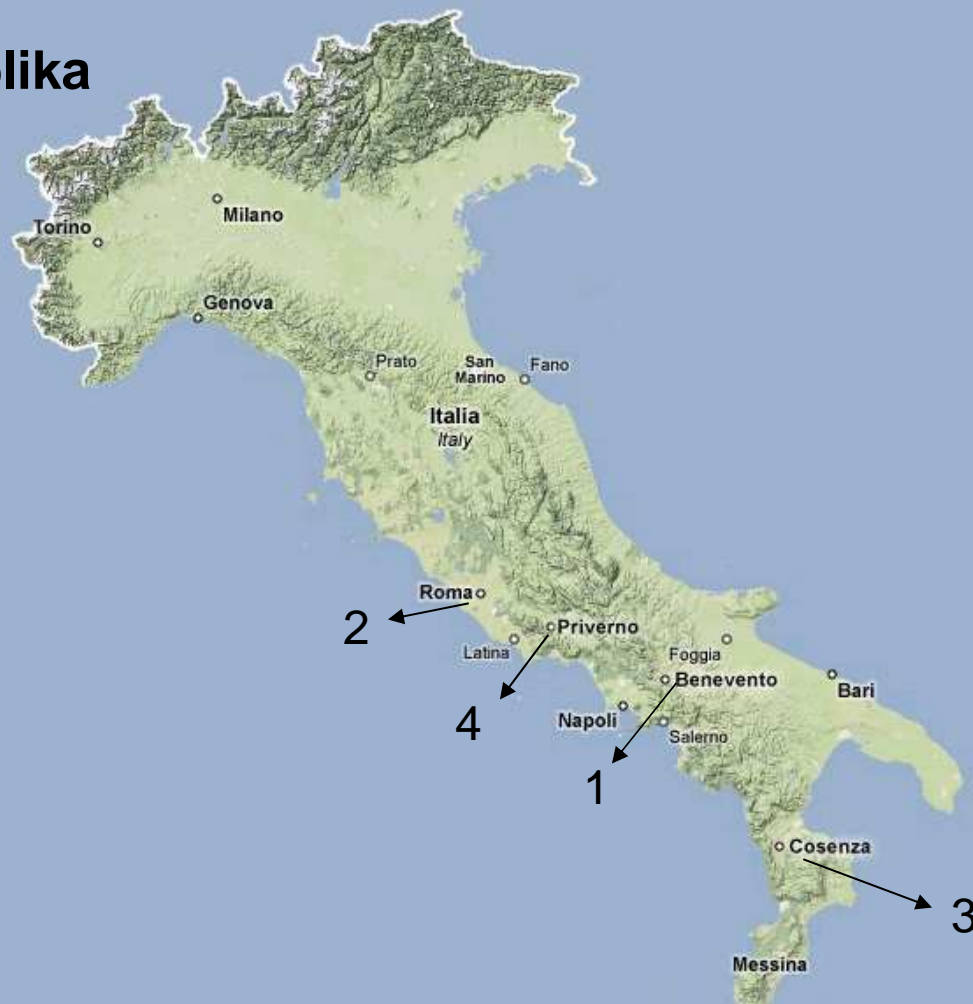 olika
Milano
Torino
Genova
Prato
San
Marino
Fano
Italia
Italy
Roma
2
Priverno
Latina
Foggia
4
Benevento
Bari
Napoli
Salerno
1
Cosenza
3
Messina